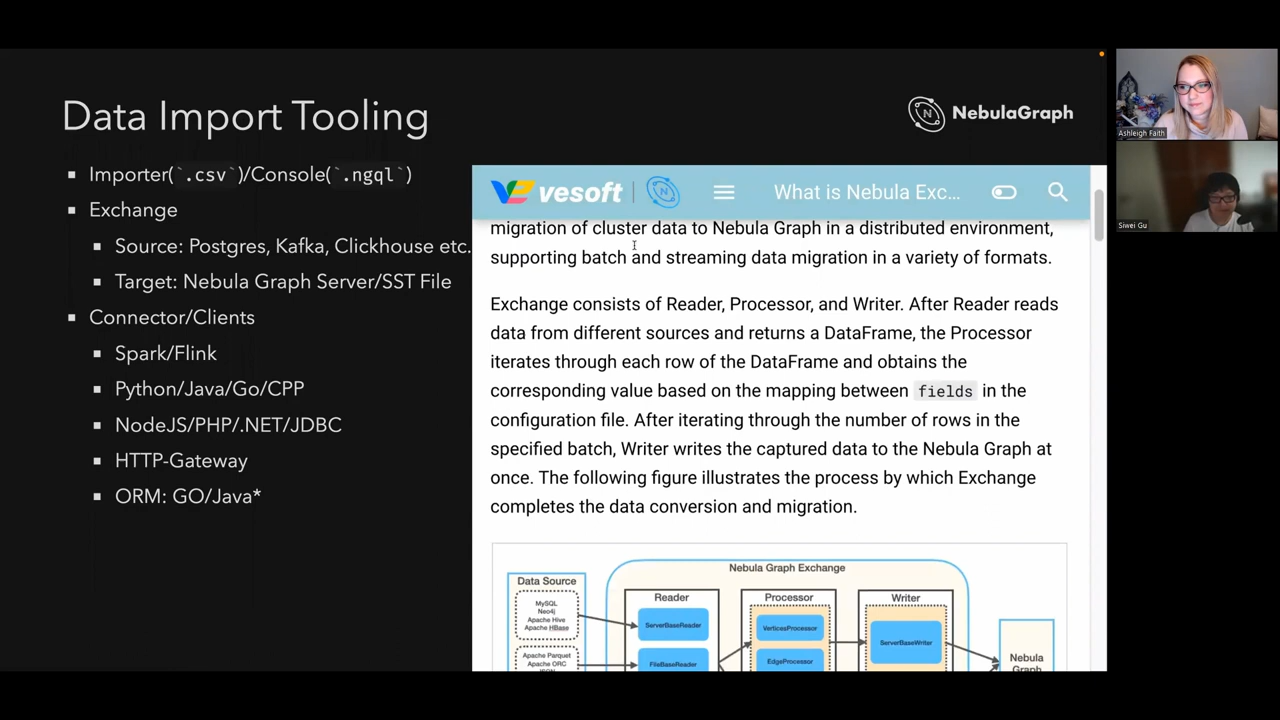 Data Import Tooling
NebulaGraph
Importer(`.csv`)/Console(`.ngql`)
Exchange
Source: Postgres, Kafka, Clickhouse etc.
Target: Nebula Graph Server/SST File
Connector/Clients
Spark/Flink
Python/Java/Go/CPP
NodeJS/PHP/.NET/JDBC
HTTP-Gateway
ORM: GO/Java*
vesoft
What is Nebula Exc...
migration of cluster data to Nebula Graph in a distributed environment,
supporting batch and streaming data migration in a variety of formats.
Exchange consists of Reader, Processor, and Writer. After Reader reads
data from different sources and returns a DataFrame, the Processor
iterates through each row of the DataFrame and obtains the
corresponding value based on the mapping between fields in the
configuration file. After iterating through the number of rows in the
specified batch, Writer writes the captured data to the Nebula Graph at
once. The following figure illustrates the process by which Exchange
completes the data conversion and migration.
Nebula Graph Exchange
Data Source
MySQL
Neo4j
Apache Hive
Apache HBase
Apache Parquet
Apache ORC
JSON
Reader
ServerBaseReader
FileBaseReader
Processor
VerticesProcessor
EdgeProcessor
Writer
ServerBaseWriter
Nebula
Graph
Ashleigh Faith
Siwei Gu